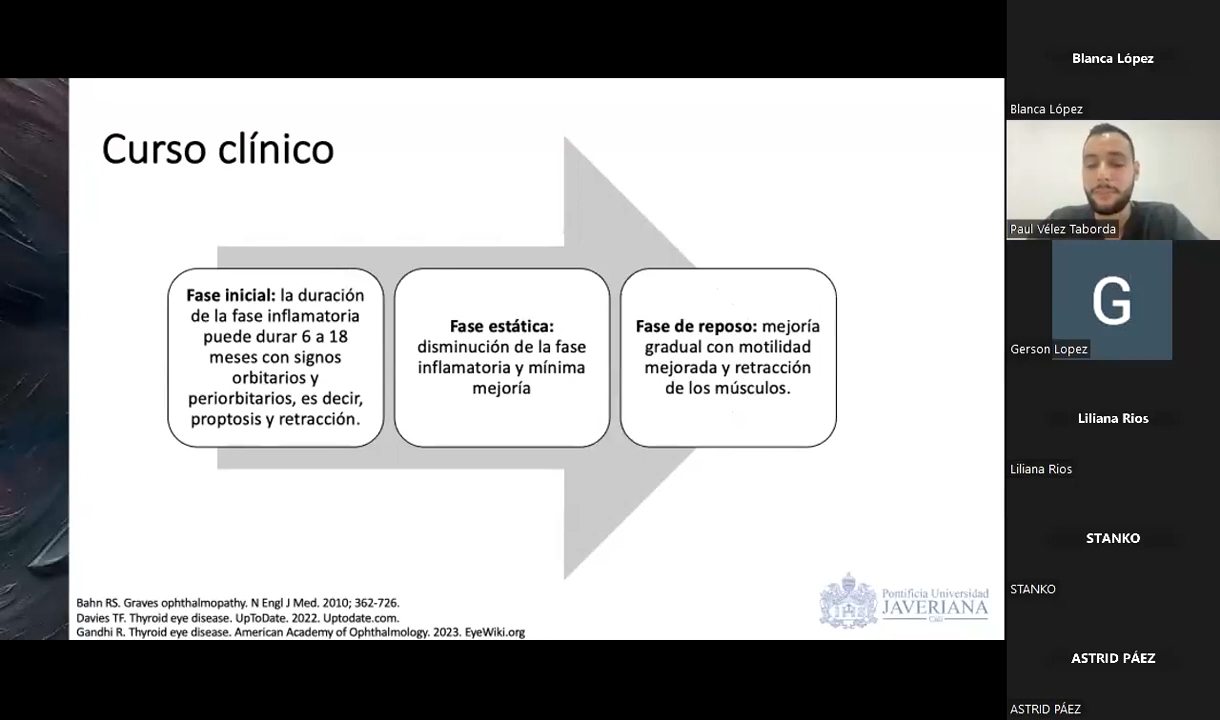 Curso clínico
Fase inicial: la duración
de la fase inflamatoria
puede durar 6 a 18
meses con signos
orbitarios y
periorbitarios, es decir,
proptosis y retracción.
Fase estática:
disminución de la fase
inflamatoria y mínima
mejoría
Fase de reposo: mejoría
gradual con motilidad
mejorada y retracción
de los músculos.
Bahn RS. Graves ophthalmopathy. N Engl J Med. 2010; 362-726.
Davies TF. Thyroid eye disease. UpToDate. 2022. Uptodate.com.
Gandhi R. Thyroid eye disease. American Academy of Ophthalmology. 2023. EyeWiki.org
Pontificia Universidad
JAVERIANA
Cali
Blanca López
Blanca López
Paul Vélez Taborda
G
Gerson Lopez
Liliana Rios
Liliana Rios
STANKO
STANKO
ASTRID PÁEZ
ASTRID PÁEZ